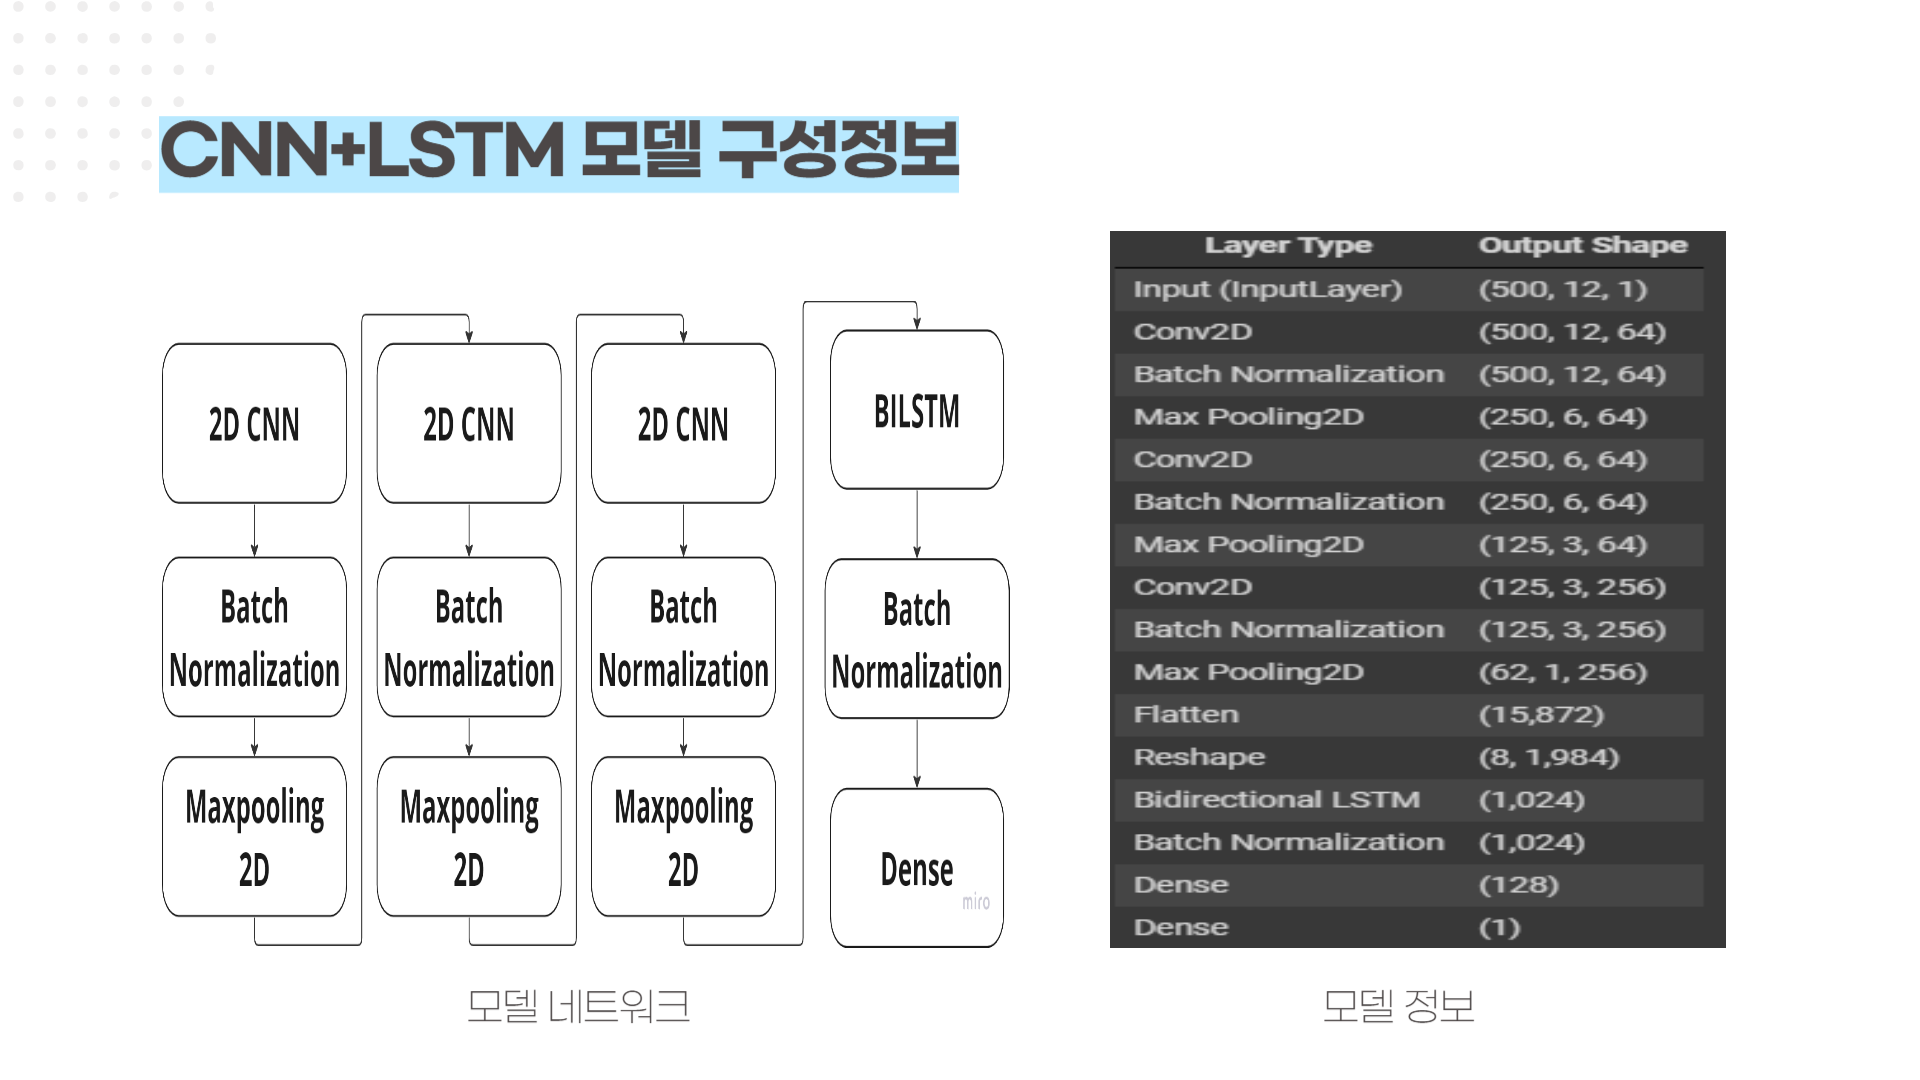 CNN+LSTM 모델 구성정보
2D CNN
Batch
Normalization
Maxpooling
2D
2D CNN
Batch
Normalization
Maxpooling
2D
2D CNN
Batch
Normalization
Maxpooling
2D
BILSTM
Batch
Normalization
Dense
miro
모델 네트워크
Layer Type Output Shape
Input (InputLayer) (500, 12, 1)
Conv2D (500, 12, 64)
Batch Normalization (500, 12, 64)
Max Pooling2D (250, 6, 64)
Conv2D (250, 6, 64)
Batch Normalization (250, 6, 64)
Max Pooling2D (125, 3, 64)
Conv2D (125, 3, 256)
Batch Normalization (125, 3, 256)
Max Pooling2D (62, 1, 256)
Flatten (15,872)
Reshape (8, 1,984)
Bidirectional LSTM (1,024)
Batch Normalization (1,024)
Dense (128)
Dense (1)
모델 정보